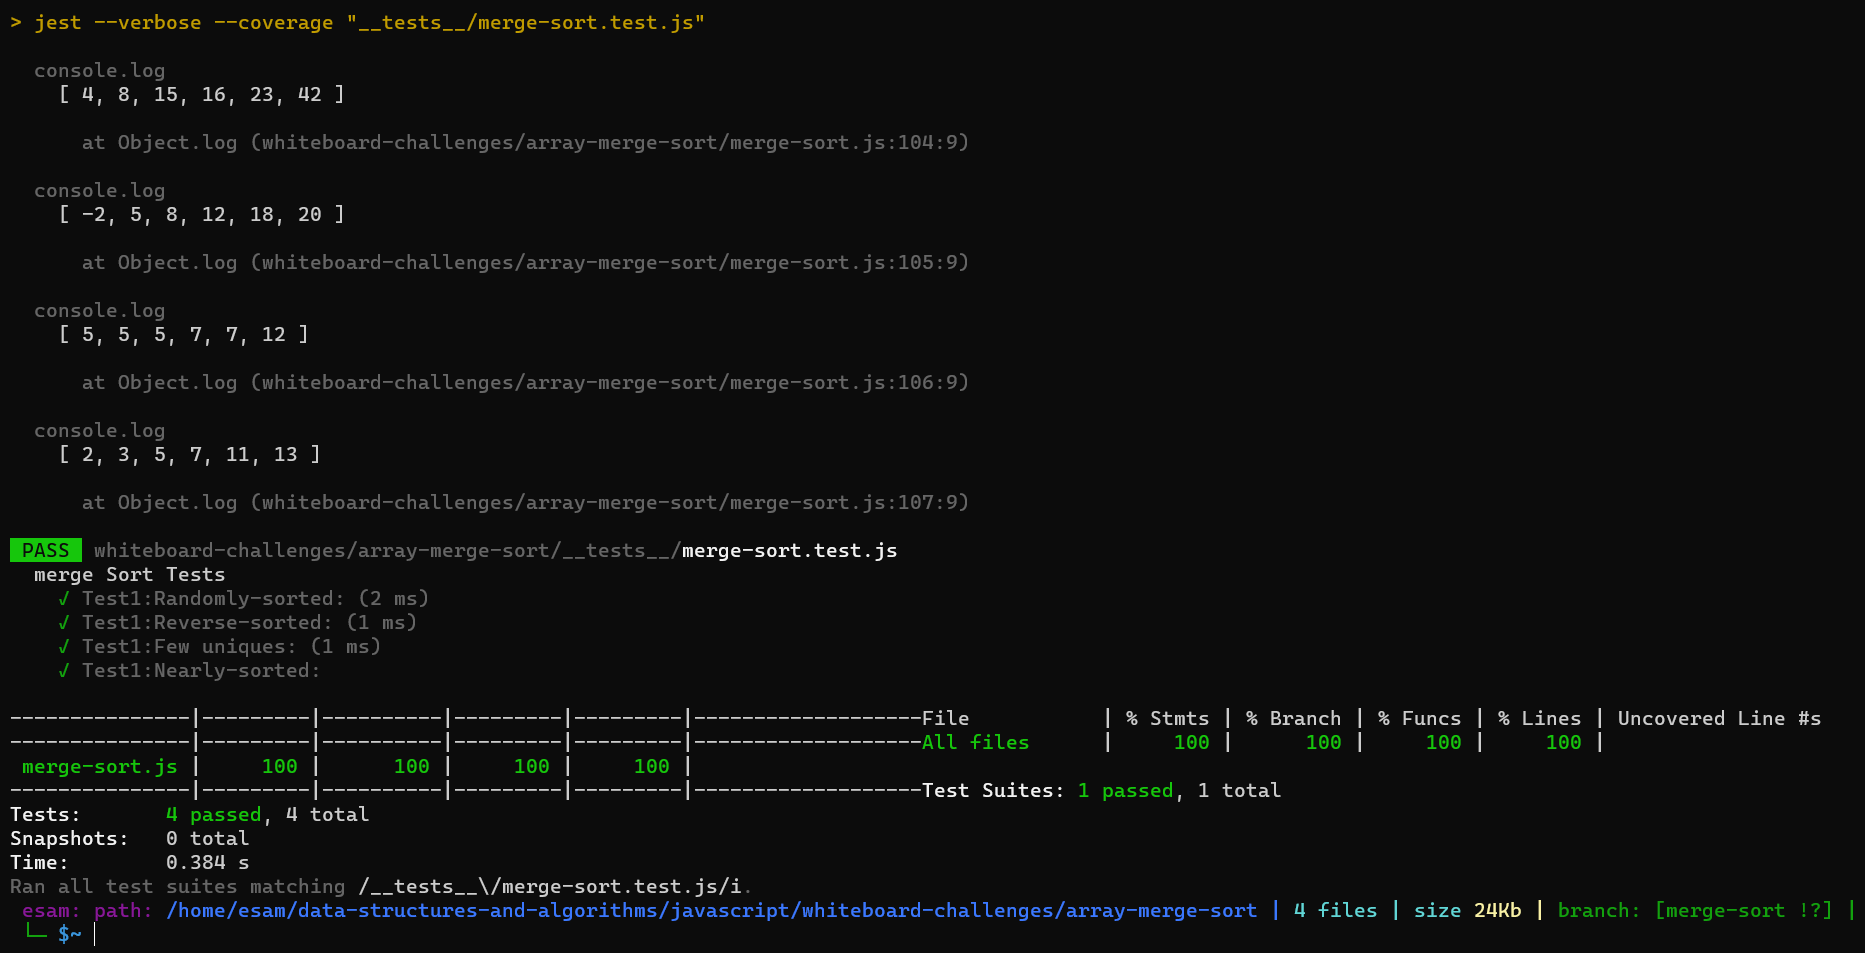 > jest --verbose --coverage "__tests__/merge-sort.test.js"
console.log
[ 4, 8, 15, 16, 23, 42 ]
at Object.log (whiteboard-challenges/array-merge-sort/merge-sort.js:104:9)
console.log
[ -2, 5, 8, 12, 18, 20 ]
at Object.log (whiteboard-challenges/array-merge-sort/merge-sort.js:105:9)
console.log
[ 5, 5, 5, 7, 7, 12 ]
at Object.log (whiteboard-challenges/array-merge-sort/merge-sort.js:106:9)
console.log
[ 2, 3, 5, 7, 11, 13 ]
at Object.log (whiteboard-challenges/array-merge-sort/merge-sort.js:107:9)
PASS whiteboard-challenges/array-merge-sort/__tests__/merge-sort.test.js
merge Sort Tests
√ Test1:Randomly-sorted: (2 ms)
√ Test1:Reverse-sorted: (1 ms)
√ Test1:Few uniques: (1 ms)
√ Test1:Nearly-sorted:
---------------|---------|----------|---------|---------|-------------------File           | % Stmts | % Branch | % Funcs | % Lines | Uncovered Line #s
---------------|---------|----------|---------|---------|-------------------All files      |     100 |      100 |     100 |     100 |
merge-sort.js |     100 |      100 |     100 |     100 |
---------------|---------|----------|---------|---------|-------------------Test Suites: 1 passed, 1 total
Tests:       4 passed, 4 total
Snapshots:   0 total
Time:        0.384 s
Ran all test suites matching /__tests__\/merge-sort.test.js/i.
esam: path: /home/esam/data-structures-and-algorithms/javascript/whiteboard-challenges/array-merge-sort | 4 files | size 24Kb | branch: [merge-sort !?] |
└─ $~